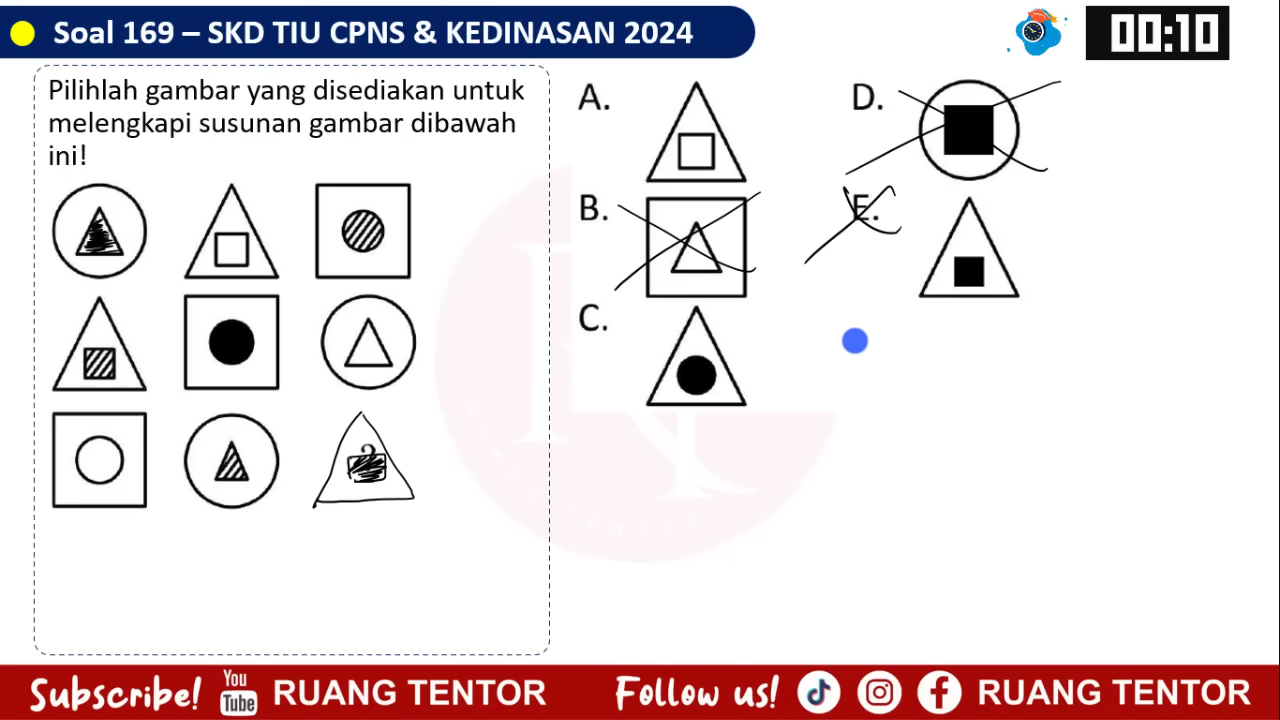 Soal 169 – SKD TIU CPNS & KEDINASAN 2024
00:10
Pilihlah gambar yang disediakan untuk
melengkapi susunan gambar dibawah
ini!
?
A.
B.
C.
D.
E.
Subscribe! You Tube RUANG TENTOR
Follow us! RUANG TENTOR